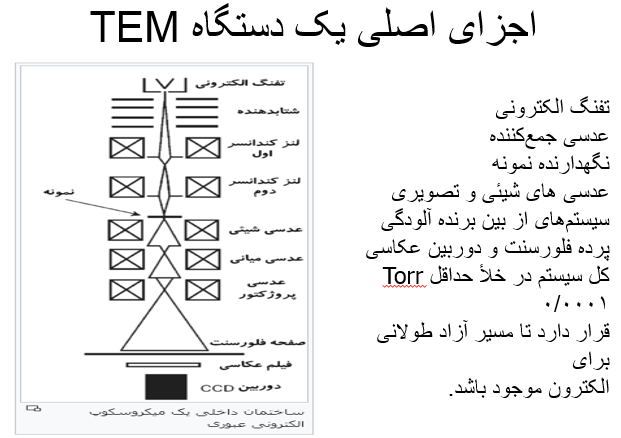 اجزای اصلی یک دستگاه TEM
تفنگ الکترونی
عدسی جمع‌کننده
نگهدارنده نمونه
عدسی های شیئی و تصویری
سیستم‌های از بین برنده آلودگی
پرده فلورسنت و دوربین عکاسی
کل سیستم در خلأ حداقل Torr
۰/۰۰۰۱
قرار دارد تا مسیر آزاد طولانی
برای
الکترون موجود باشد.
تفنگ الکترونی
شتابدهنده
لنز کندانسر
اول
لنز کندانسر
دوم
نمونه
عدسی شیئی
عدسی میانی
عدسی
پروژکتور
صفحه فلورسنت
فیلم عکاسی
دوربین CCD
ساختمان داخلی یک میکروسکوپ
الکترونی عبوری